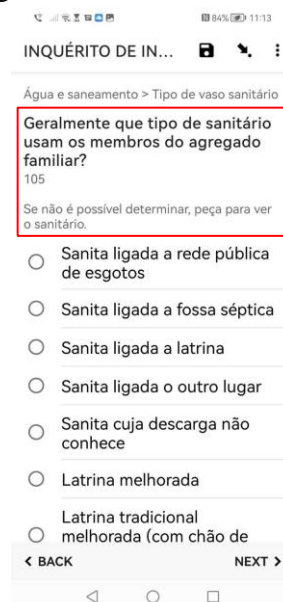 84% 11:13
INQUÉRITO DE IN...
Água e saneamento > Tipo de vaso sanitário
Geralmente que tipo de sanitário
usam os membros do agregado
familiar?
105
Se não é possível determinar, peça para ver
o sanitário.
Sanita ligada a rede pública
de esgotos
Sanita ligada a fossa séptica
Sanita ligada a latrina
Sanita ligada o outro lugar
Sanita cuja descarga não
conhece
Latrina melhorada
Latrina tradicional
melhorada (com chão de
< BACK NEXT >